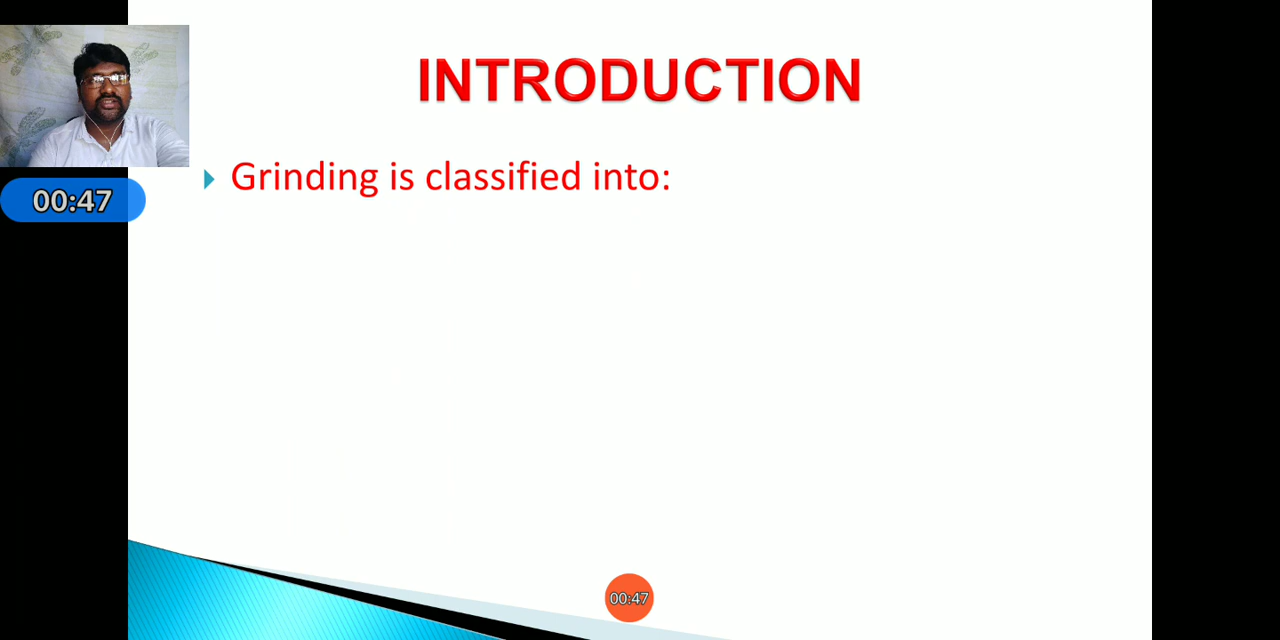 INTRODUCTION
Grinding is classified into:
00:47
00:47